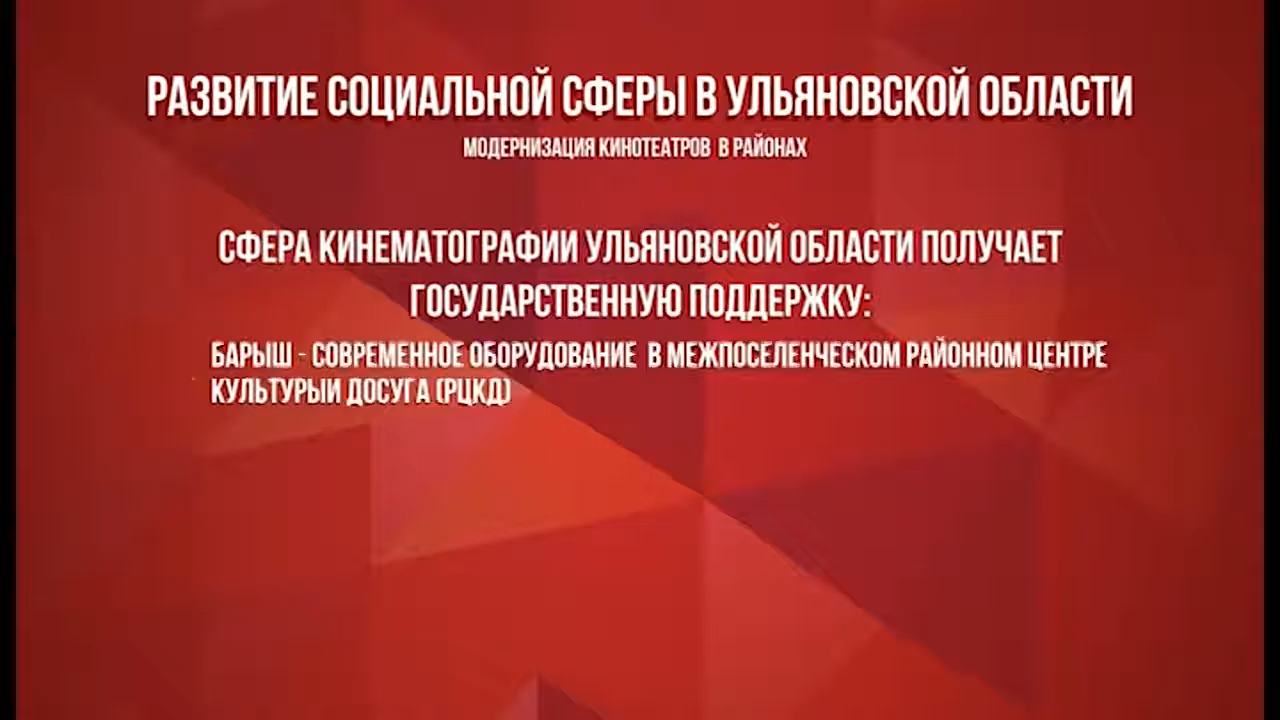 РАЗВИТИЕ СОЦИАЛЬНОЙ СФЕРЫ В УЛЬЯНОВСКОЙ ОБЛАСТИ
МОДЕРНИЗАЦИЯ КИНОТЕАТРОВ В РАЙОНАХ
СФЕРА КИНЕМАТОГРАФИИ УЛЬЯНОВСКОЙ ОБЛАСТИ ПОЛУЧАЕТ
ГОСУДАРСТВЕННУЮ ПОДДЕРЖКУ:
БАРЫШ - СОВРЕМЕННОЕ ОБОРУДОВАНИЕ В МЕЖПОСЕЛЕНЧЕСКОМ РАЙОННОМ ЦЕНТРЕ
КУЛЬТУРЫИ ДОСУГА (РЦКД)